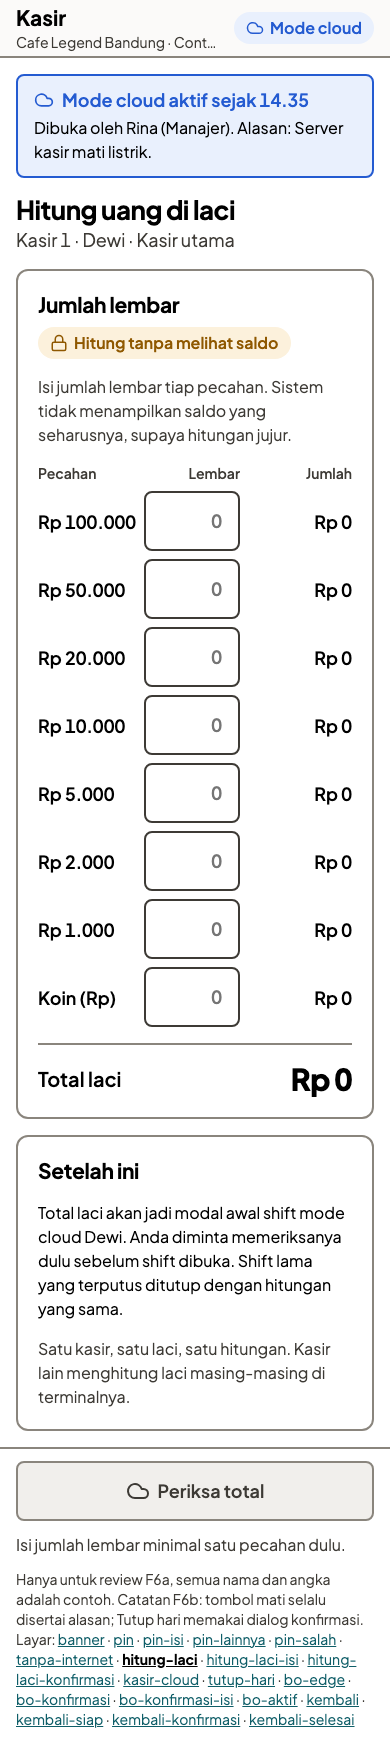 Kasir
Cafe Legend Bandung · Cont...
Mode cloud
Mode cloud aktif sejak 14.35
Dibuka oleh Rina (Manajer). Alasan: Server
kasir mati listrik.
Hitung uang di laci
Kasir 1 · Dewi · Kasir utama
Jumlah lembar
Hitung tanpa melihat saldo
Isi jumlah lembar tiap pecahan. Sistem
tidak menampilkan saldo yang
seharusnya, supaya hitungan jujur.
Pecahan Lembar Jumlah
Rp 100.000 0 Rp 0
Rp 50.000 0 Rp 0
Rp 20.000 0 Rp 0
Rp 10.000 0 Rp 0
Rp 5.000 0 Rp 0
Rp 2.000 0 Rp 0
Rp 1.000 0 Rp 0
Koin (Rp) 0 Rp 0
Total laci Rp 0
Setelah ini
Total laci akan jadi modal awal shift mode
cloud Dewi. Anda diminta memeriksanya
dulu sebelum shift dibuka. Shift lama
yang terputus ditutup dengan hitungan
yang sama.
Satu kasir, satu laci, satu hitungan. Kasir
lain menghitung laci masing-masing di
terminalnya.
Periksa total
Isi jumlah lembar minimal satu pecahan dulu.
Hanya untuk review F6a, semua nama dan angka
adalah contoh. Catatan F6b: tombol mati selalu
disertai alasan; Tutup hari memakai dialog konfirmasi.
Layar: banner · pin · pin-isi · pin-lainnya · pin-salah ·
tanpa-internet · hitung-laci · hitung-laci-isi · hitung-
laci-konfirmasi · kasir-cloud · tutup-hari · bo-edge ·
bo-konfirmasi · bo-konfirmasi-isi · bo-aktif · kembali ·
kembali-siap · kembali-konfirmasi · kembali-selesai